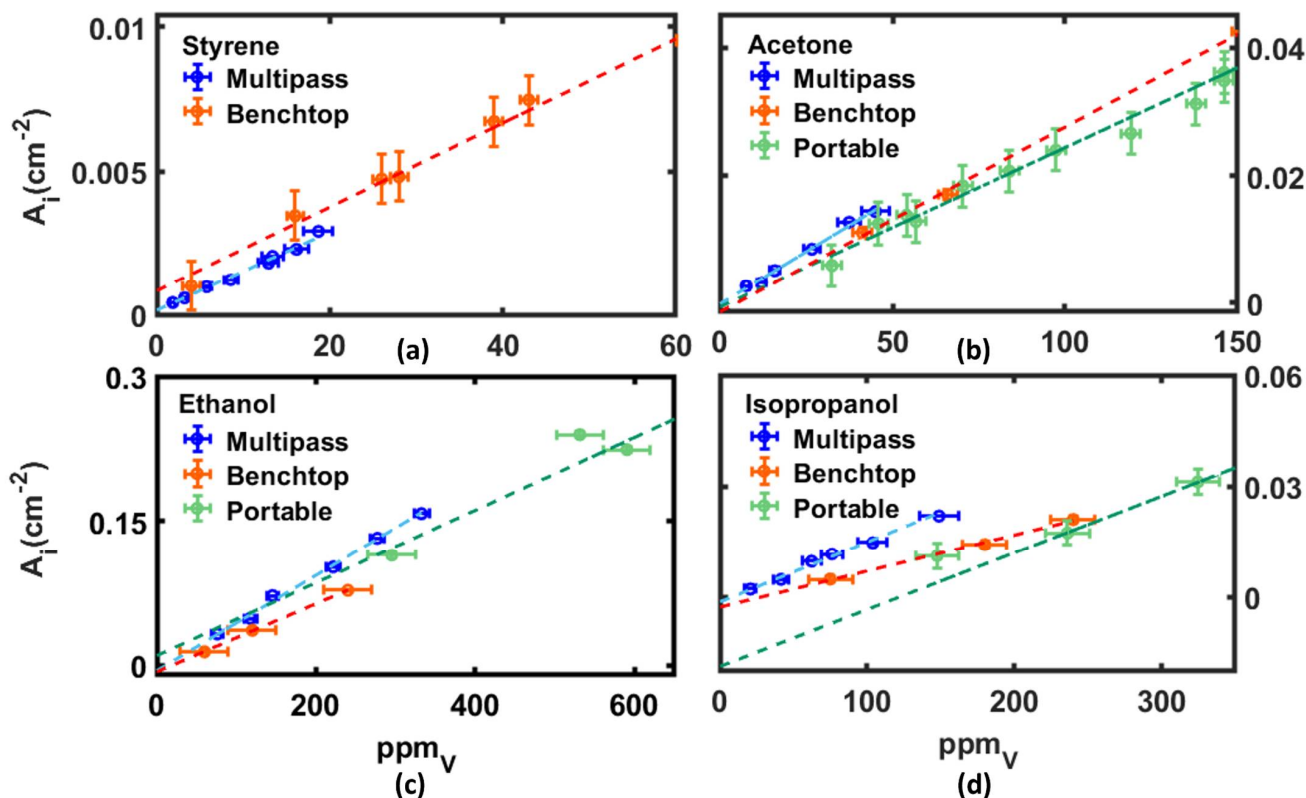 Styrene
Multipass
Benchtop
0.01
0.005
0
A_i(cm^-2)
0 20 40 60
(a)
Acetone
Multipass
Benchtop
Portable
0.04
0.02
0
0 50 100 150
(b)
Ethanol
Multipass
Benchtop
Portable
0.3
0.15
0
A_i(cm^-2)
0 200 400 600
ppm_V
(c)
Isopropanol
Multipass
Benchtop
Portable
0.06
0.03
0
0 100 200 300
ppm_V
(d)